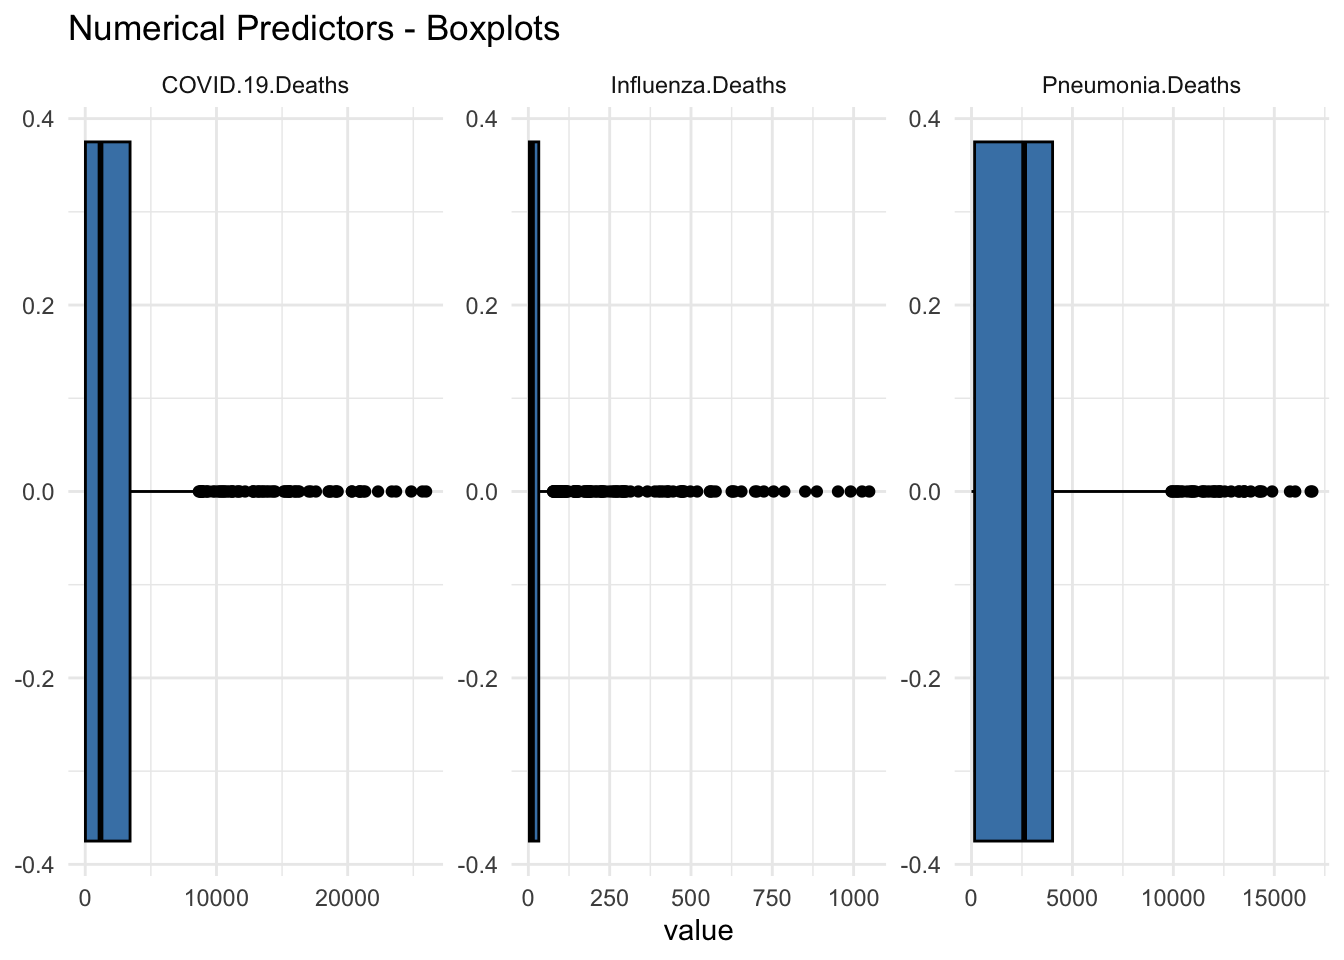 Numerical Predictors - Boxplots
COVID.19.Deaths
Influenza.Deaths
Pneumonia.Deaths
0.4
0.2
0.0
-0.2
-0.4
0.4
0.2
0.0
-0.2
-0.4
0.4
0.2
0.0
-0.2
-0.4
0 10000 20000
0 250 500 750 1000
0 5000 10000 15000
value